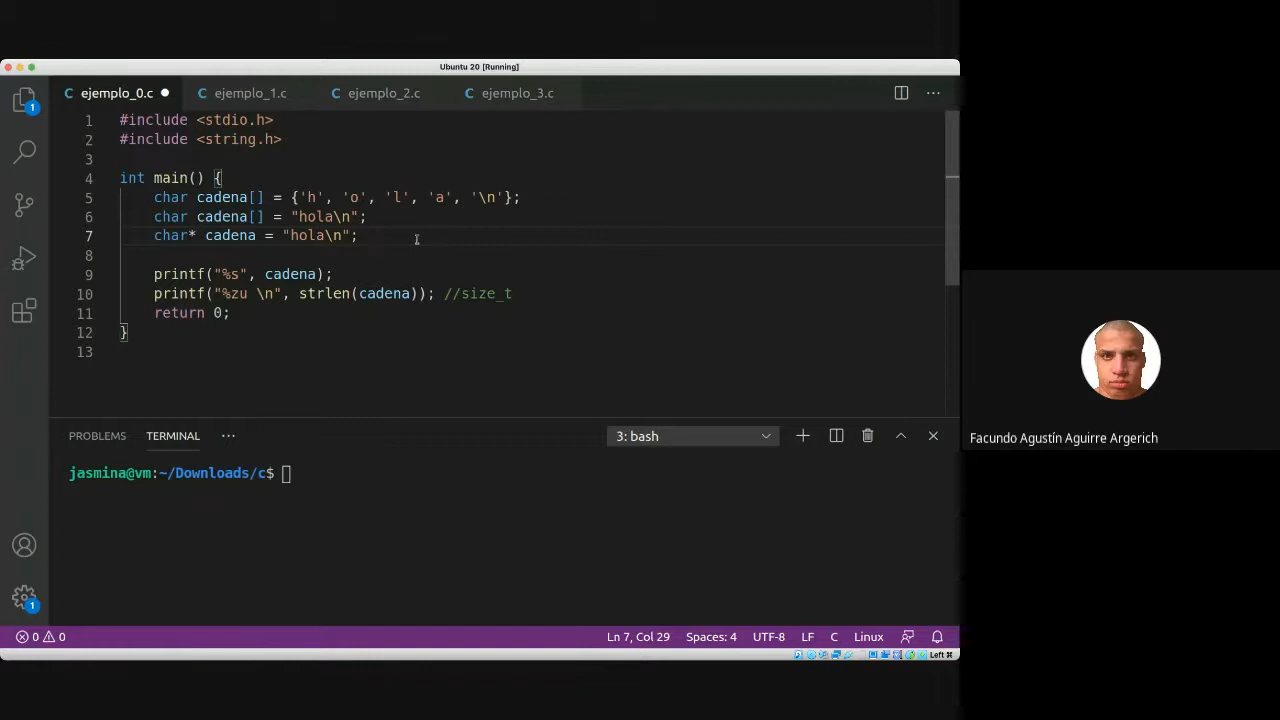 Ubuntu 20 [Running]
ejemplo_0.c ejemplo_1.c ejemplo_2.c ejemplo_3.c
1 #include <stdio.h>
2 #include <string.h>
3
4 int main() {
5 char cadena[] = {'h', 'o', 'l', 'a', '\n'};
6 char cadena[] = "hola\n";
7 char* cadena = "hola\n";
8
9 printf("%s", cadena);
10 printf("%zu \n", strlen(cadena)); //size_t
11 return 0;
12 }
13
PROBLEMS TERMINAL ··· 3: bash
jasmina@vm:~/Downloads/c$
Facundo Agustín Aguirre Argerich
1
1
0 0 Ln 7, Col 29 Spaces: 4 UTF-8 LF C Linux
Left ⌘